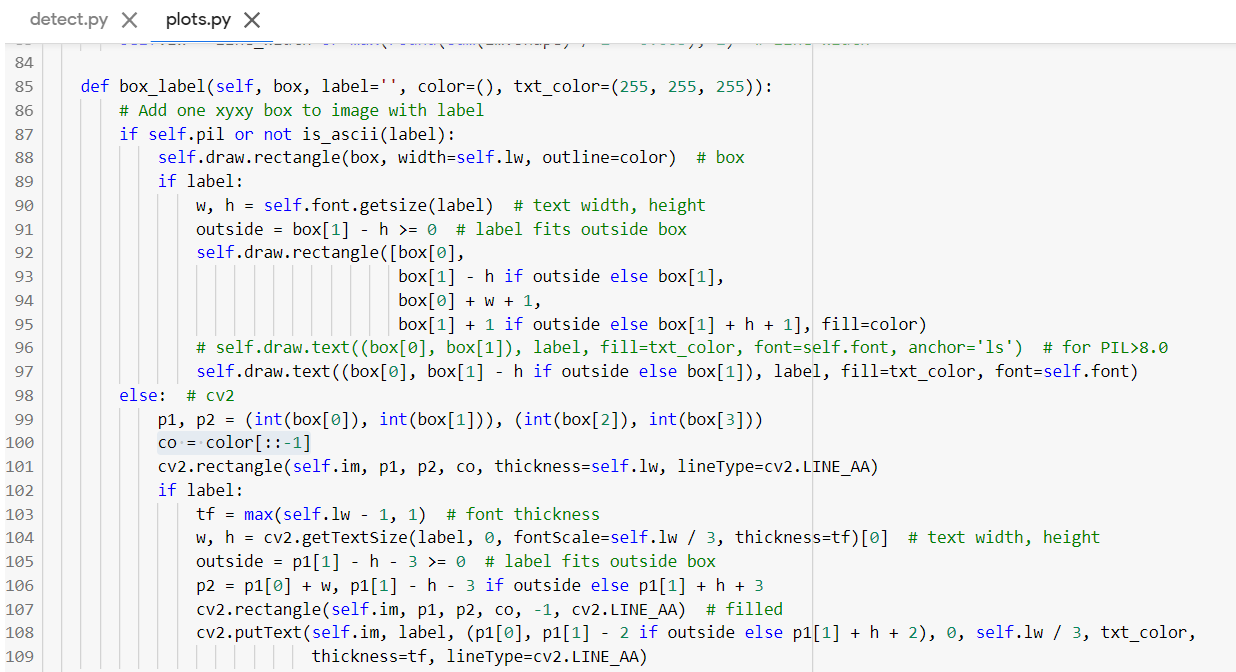 detect.py × plots.py ×
84
85 def box_label(self, box, label='', color=(), txt_color=(255, 255, 255)):
86 # Add one xyxy box to image with label
87 if self.pil or not is_ascii(label):
88 self.draw.rectangle(box, width=self.lw, outline=color)  # box
89 if label:
90 w, h = self.font.getsize(label)  # text width, height
91 outside = box[1] - h >= 0  # label fits outside box
92 self.draw.rectangle([box[0],
93 box[1] - h if outside else box[1],
94 box[0] + w + 1,
95 box[1] + 1 if outside else box[1] + h + 1], fill=color)
96 # self.draw.text((box[0], box[1]), label, fill=txt_color, font=self.font, anchor='ls')  # for PIL>8.0
97 self.draw.text((box[0], box[1] - h if outside else box[1]), label, fill=txt_color, font=self.font)
98 else:  # cv2
99 p1, p2 = (int(box[0]), int(box[1])), (int(box[2]), int(box[3]))
100 co = color[::-1]
101 cv2.rectangle(self.im, p1, p2, co, thickness=self.lw, lineType=cv2.LINE_AA)
102 if label:
103 tf = max(self.lw - 1, 1)  # font thickness
104 w, h = cv2.getTextSize(label, 0, fontScale=self.lw / 3, thickness=tf)[0]  # text width, height
105 outside = p1[1] - h - 3 >= 0  # label fits outside box
106 p2 = p1[0] + w, p1[1] - h - 3 if outside else p1[1] + h + 3
107 cv2.rectangle(self.im, p1, p2, co, -1, cv2.LINE_AA)  # filled
108 cv2.putText(self.im, label, (p1[0], p1[1] - 2 if outside else p1[1] + h + 2), 0, self.lw / 3, txt_color,
109 thickness=tf, lineType=cv2.LINE_AA)